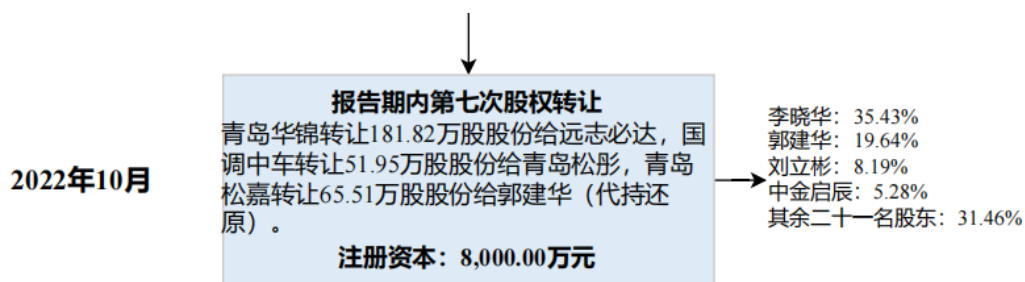 2022年10月
报告期内第七次股权转让
青岛华锦转让181.82万股股份给远志必达，国
调中车转让51.95万股股份给青岛松彤，青岛
松嘉转让65.51万股股份给郭建华（代持还
原）。
注册资本：8,000.00万元
李晓华：35.43%
郭建华：19.64%
刘立彬：8.19%
中金启辰：5.28%
其余二十一名股东：31.46%